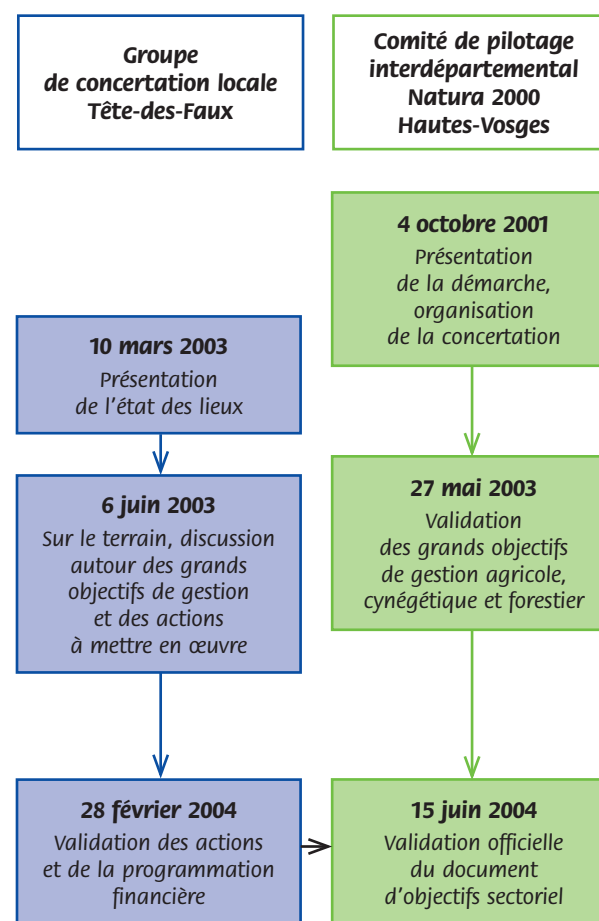 Groupe
de concertation locale
Tête-des-Faux
Comité de pilotage
interdépartemental
Natura 2000
Hautes-Vosges
4 octobre 2001
Présentation
de la démarche,
organisation
de la concertation
10 mars 2003
Présentation
de l'état des lieux
6 juin 2003
Sur le terrain, discussion
autour des grands
objectifs de gestion
et des actions
à mettre en œuvre
27 mai 2003
Validation
des grands objectifs
de gestion agricole,
cynégétique et forestier
28 février 2004
Validation des actions
et de la programmation
financière
15 juin 2004
Validation officielle
du document
d'objectifs sectoriel